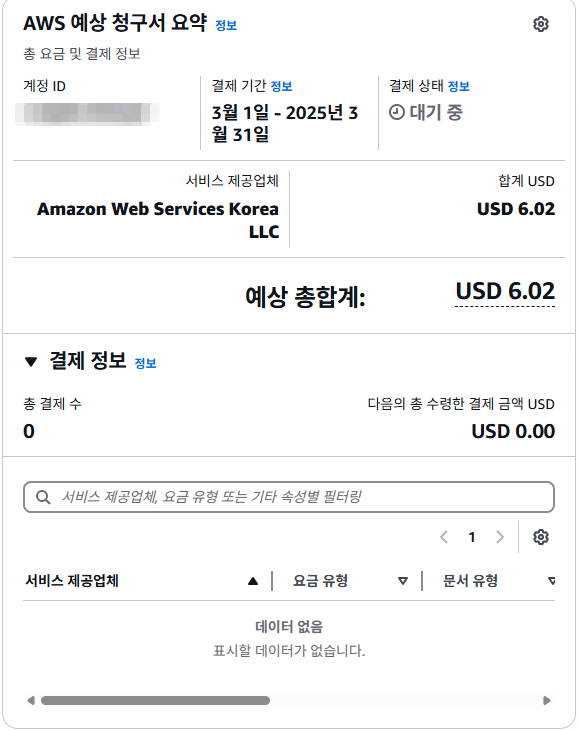 AWS 예상 청구서 요약 정보
총 요금 및 결제 정보
계정 ID
결제 기간 정보
3월 1일 - 2025년 3
월 31일
결제 상태 정보
대기 중
서비스 제공업체
Amazon Web Services Korea
LLC
합계 USD
USD 6.02
예상 총합계:
USD 6.02
결제 정보 정보
총 결제 수
0
다음의 총 수령한 결제 금액 USD
USD 0.00
서비스 제공업체, 요금 유형 또는 기타 속성별 필터링
1
서비스 제공업체
요금 유형
문서 유형
데이터 없음
표시할 데이터가 없습니다.